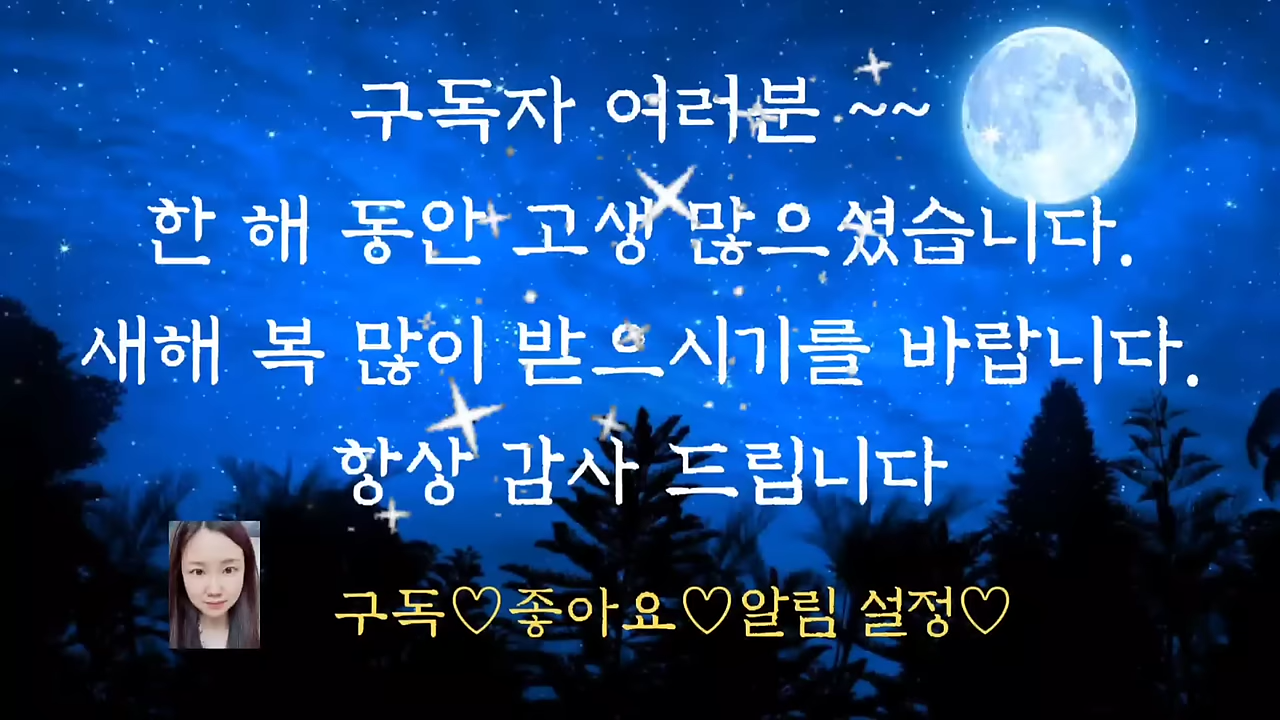 구독자 여러분 ~~
한 해 동안 고생 많으셨습니다.
새해 복 많이 받으시기를 바랍니다.
항상 감사 드립니다
구독♡좋아요♡알림 설정♡